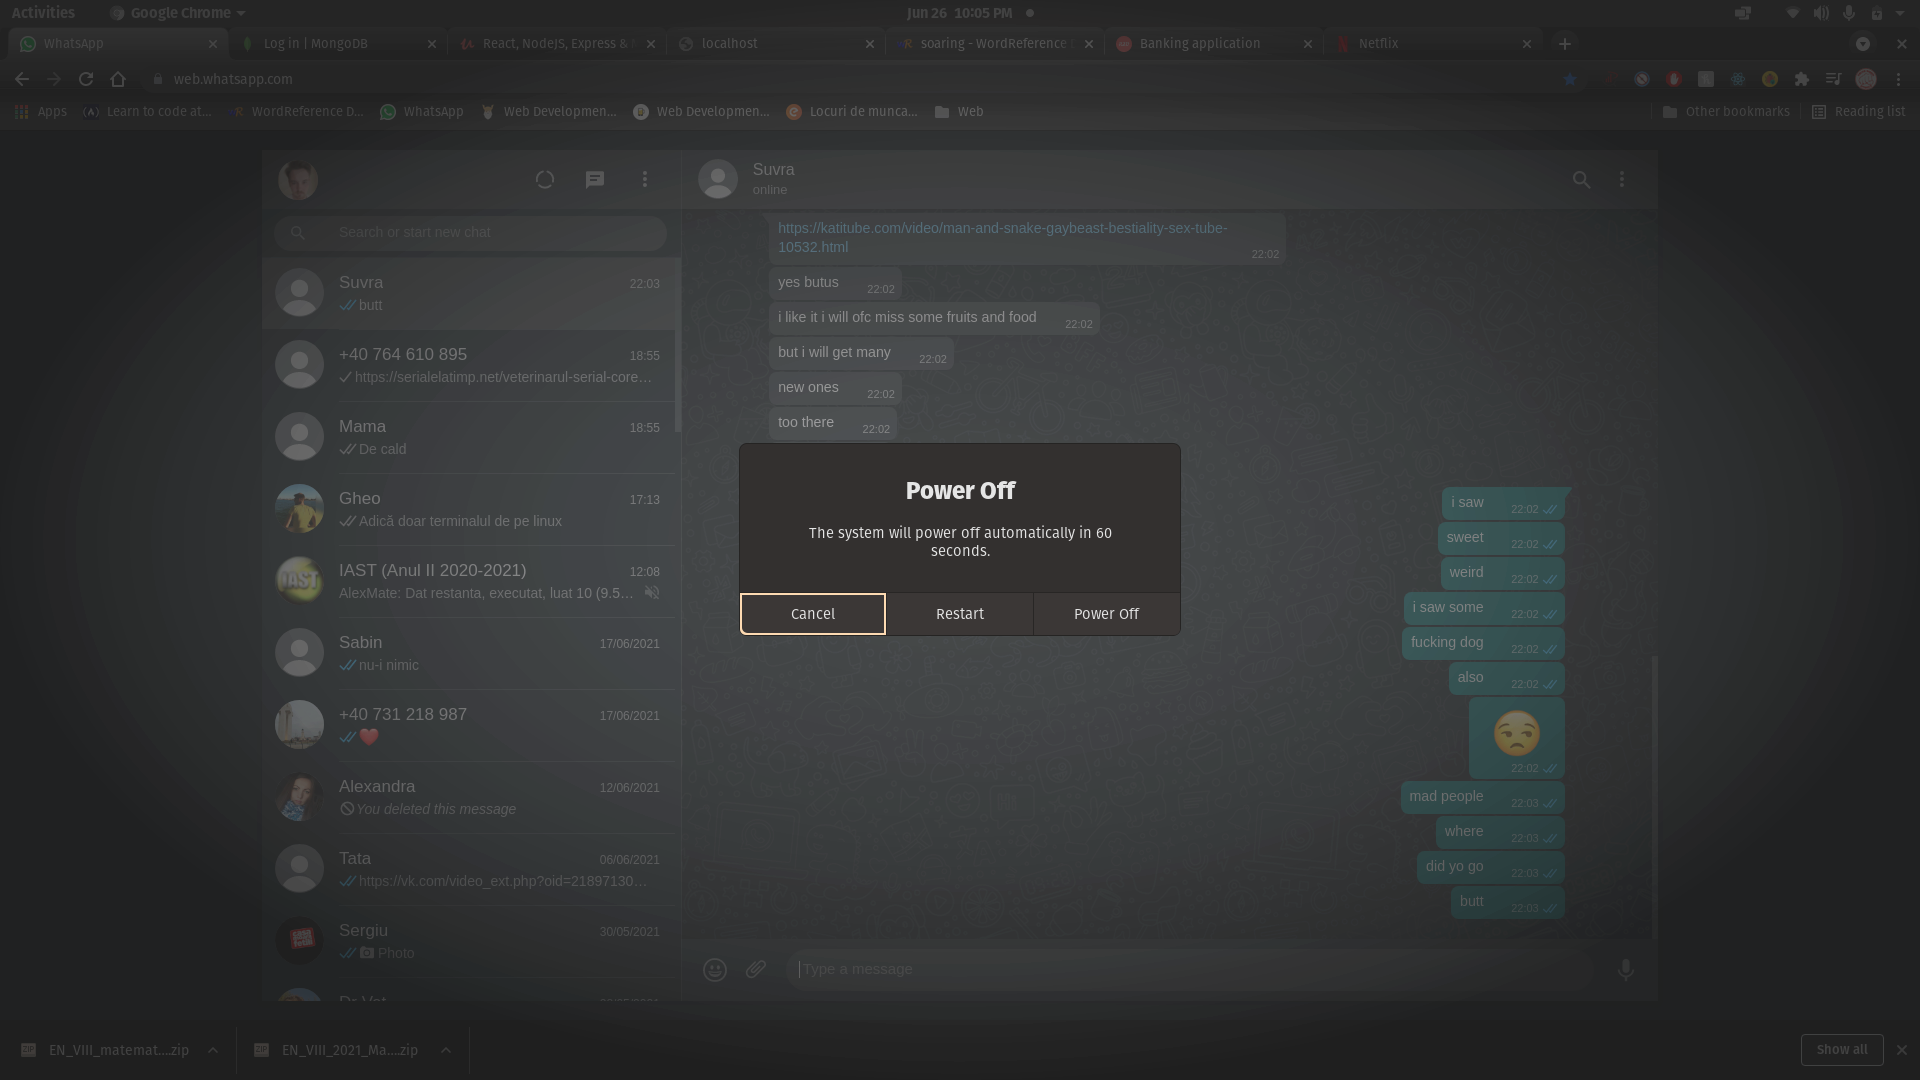 Activities
Google Chrome
Jun 26 10:05 PM
WhatsApp
Log in | MongoDB
React, NodeJS, Express &
localhost
soaring - WordReference
Banking application
Netflix
web.whatsapp.com
Apps
Learn to code at...
WordReference D...
WhatsApp
Web Developmen...
Web Developmen...
Locuri de munca...
Web
Other bookmarks
Reading list
Search or start new chat
Suvra
22:03
butt
+40 764 610 895
18:55
https://serialelatimp.net/veterinarul-serial-core...
Mama
18:55
De cald
Gheo
17:13
Adică doar terminalul de pe linux
IAST
IAST (Anul II 2020-2021)
12:08
AlexMate: Dat restanta, executat, luat 10 (9.5...
Sabin
17/06/2021
nu-i nimic
+40 731 218 987
17/06/2021
❤️
Alexandra
12/06/2021
You deleted this message
Tata
06/06/2021
https://vk.com/video_ext.php?oid=21897130...
Sergiu
30/05/2021
Photo
Suvra
online
https://katitube.com/video/man-and-snake-gaybeast-bestiality-sex-tube-
10532.html
22:02
yes butus
22:02
i like it i will ofc miss some fruits and food
22:02
but i will get many
22:02
new ones
22:02
too there
22:02
i saw
22:02
sweet
22:02
weird
22:02
i saw some
22:02
fucking dog
22:02
also
22:02
😒
22:02
mad people
22:03
where
22:03
did yo go
22:03
butt
22:03
Type a message
Power Off
The system will power off automatically in 60
seconds.
Cancel
Restart
Power Off
EN_VIII_matemat....zip
EN_VIII_2021_Ma....zip
Show all